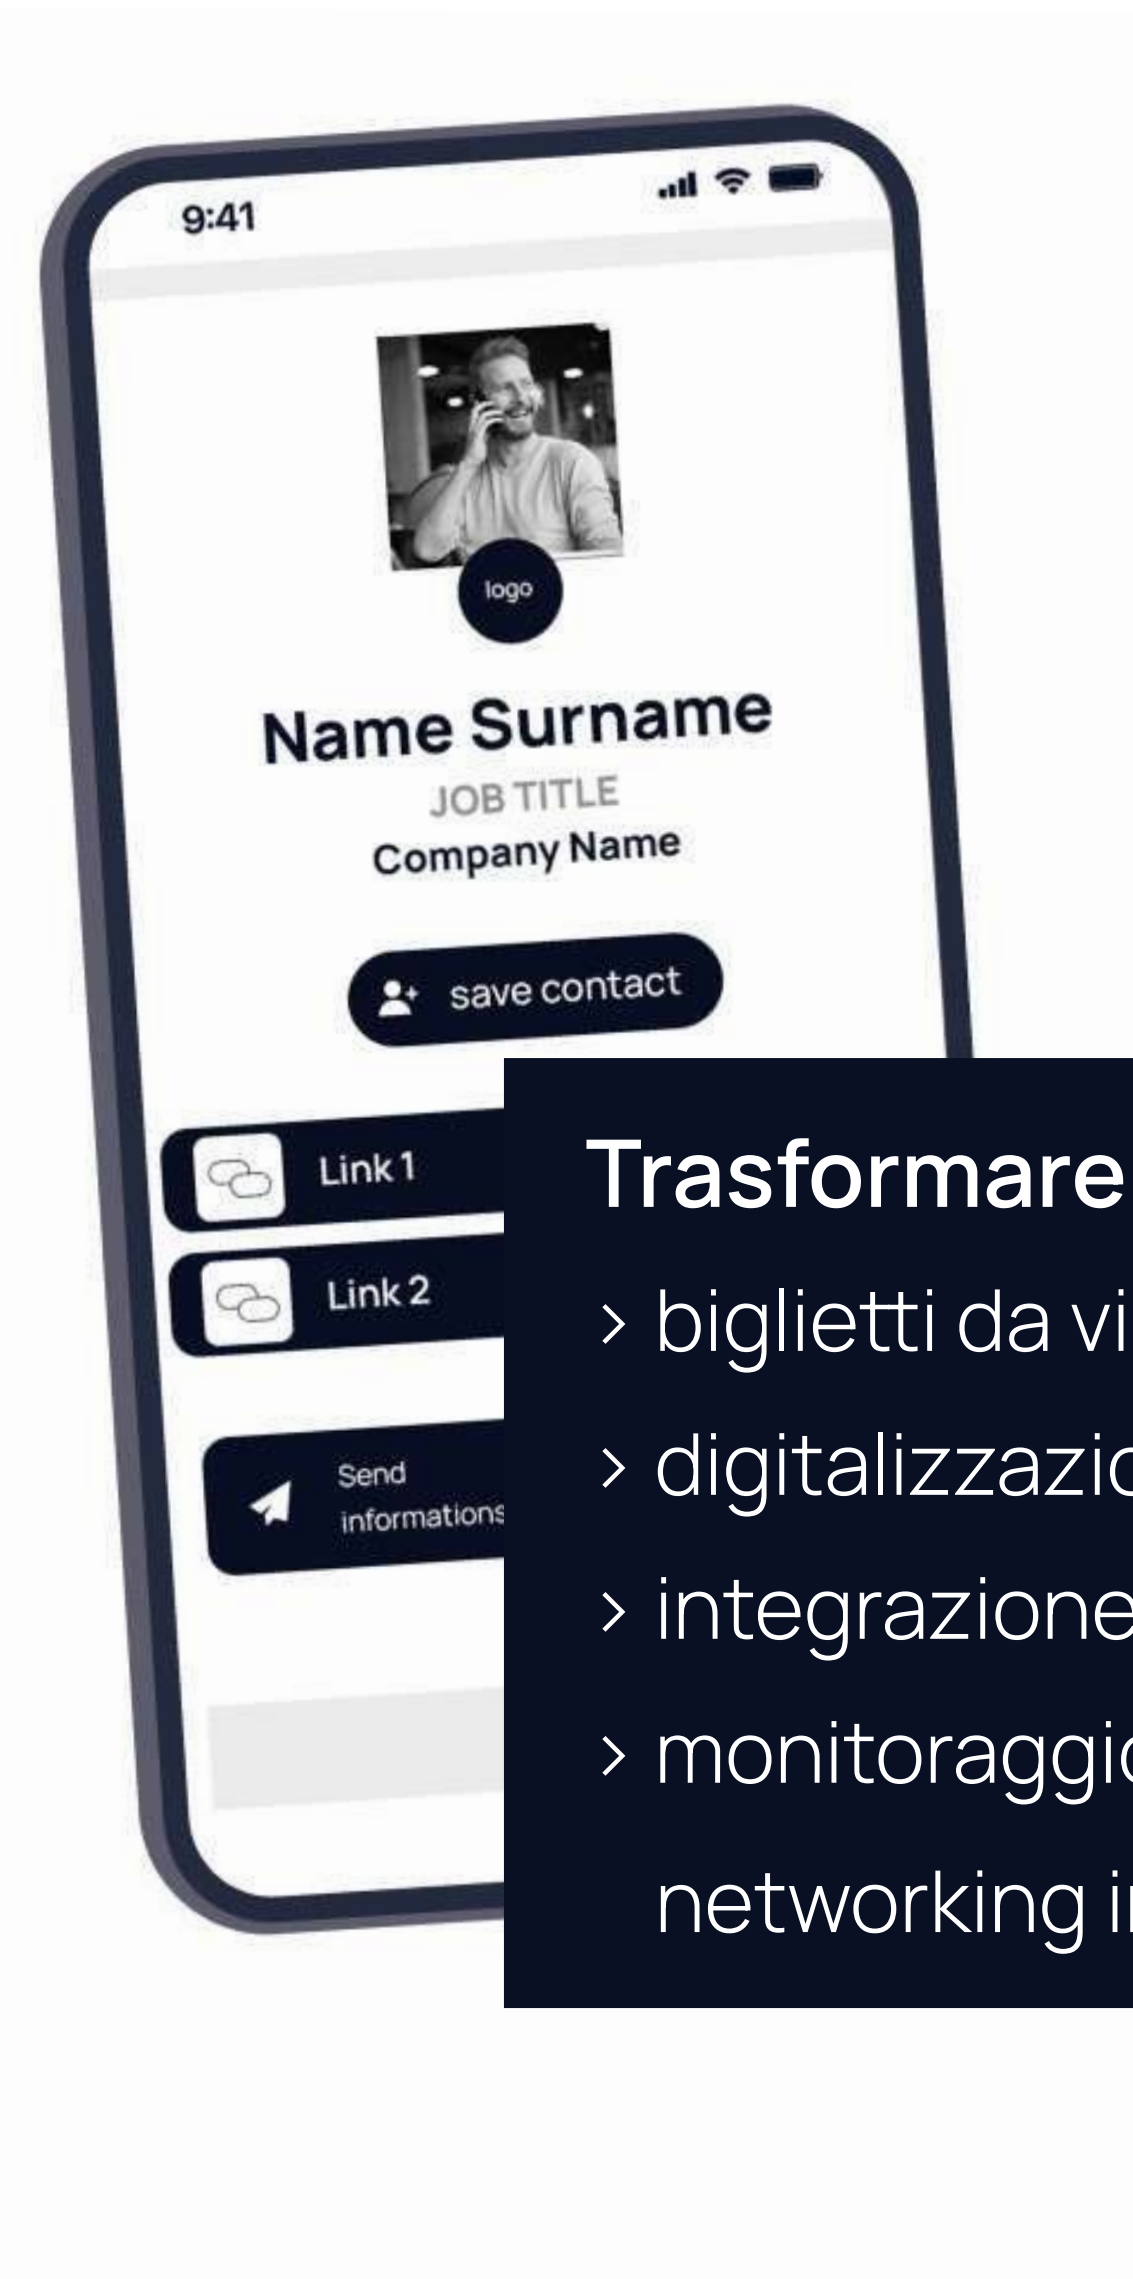 9:41
logo
Name Surname
JOB TITLE
Company Name
save contact
Link 1
Link 2
Send
informations
Trasformare
> biglietti da vi
> digitalizzazio
> integrazione
> monitoraggio
networking in